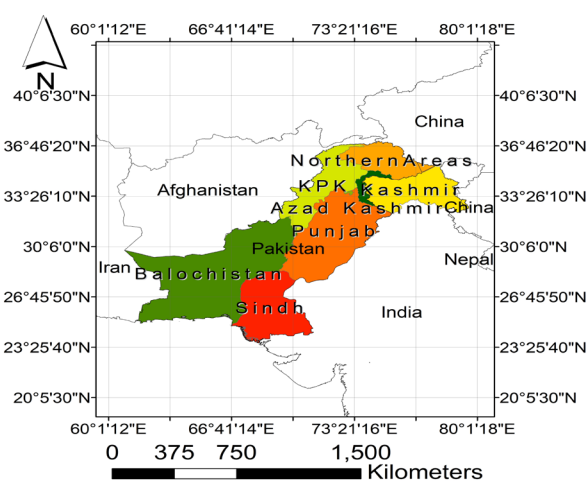 60°1'12"E 66°41'14"E 73°21'16"E 80°1'18"E
N
40°6'30"N 40°6'30"N
China
36°46'20"N 36°46'20"N
Northern Areas
Afghanistan KPK Kashmir
33°26'10"N 33°26'10"N
Azad Kashmir China
Punjab
30°6'0"N Pakistan 30°6'0"N
Iran Balochistan Nepal
26°45'50"N 26°45'50"N
Sindh India
23°25'40"N 23°25'40"N
20°5'30"N 20°5'30"N
60°1'12"E 66°41'14"E 73°21'16"E 80°1'18"E
0 375 750 1,500
Kilometers